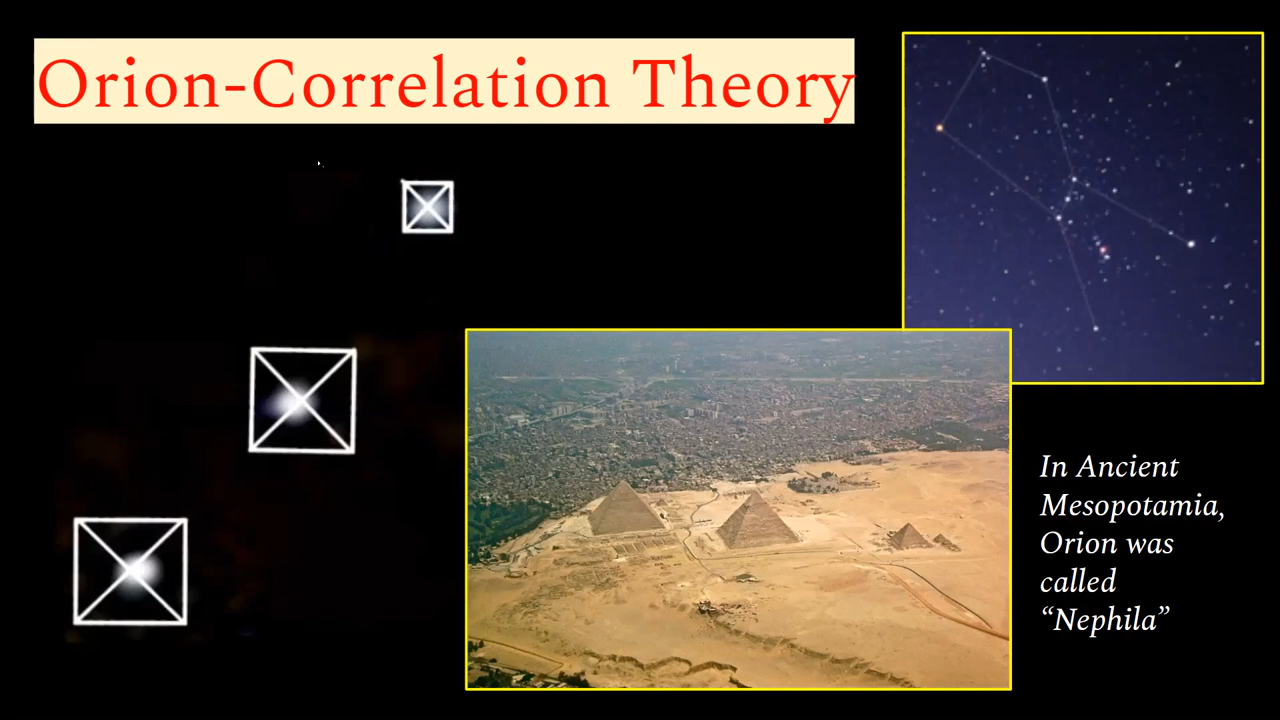 Orion-Correlation Theory
In Ancient
Mesopotamia,
Orion was
called
“Nephila”